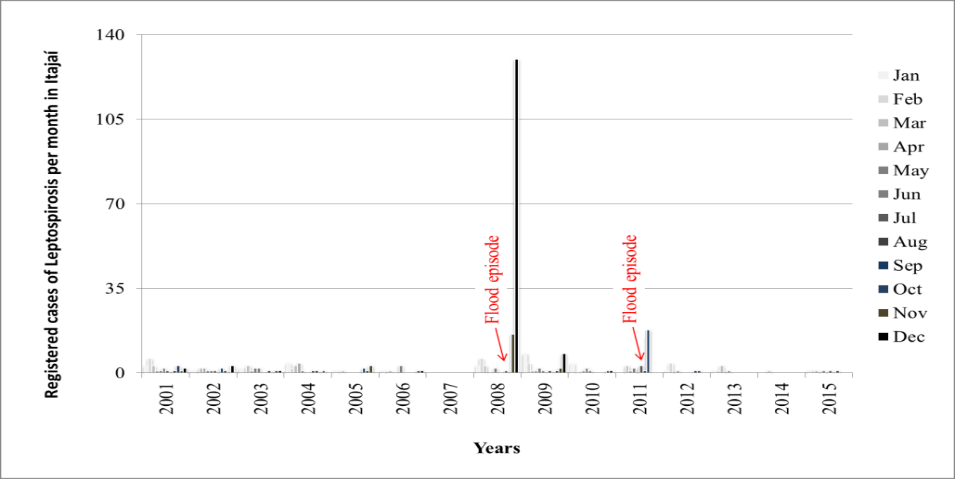 Registered cases of Leptospirosis per month in Itajaí
140
105
70
35
0
Flood episode
Flood episode
2001
2002
2003
2004
2005
2006
2007
2008
2009
2010
2011
2012
2013
2014
2015
Years
Jan
Feb
Mar
Apr
May
Jun
Jul
Aug
Sep
Oct
Nov
Dec